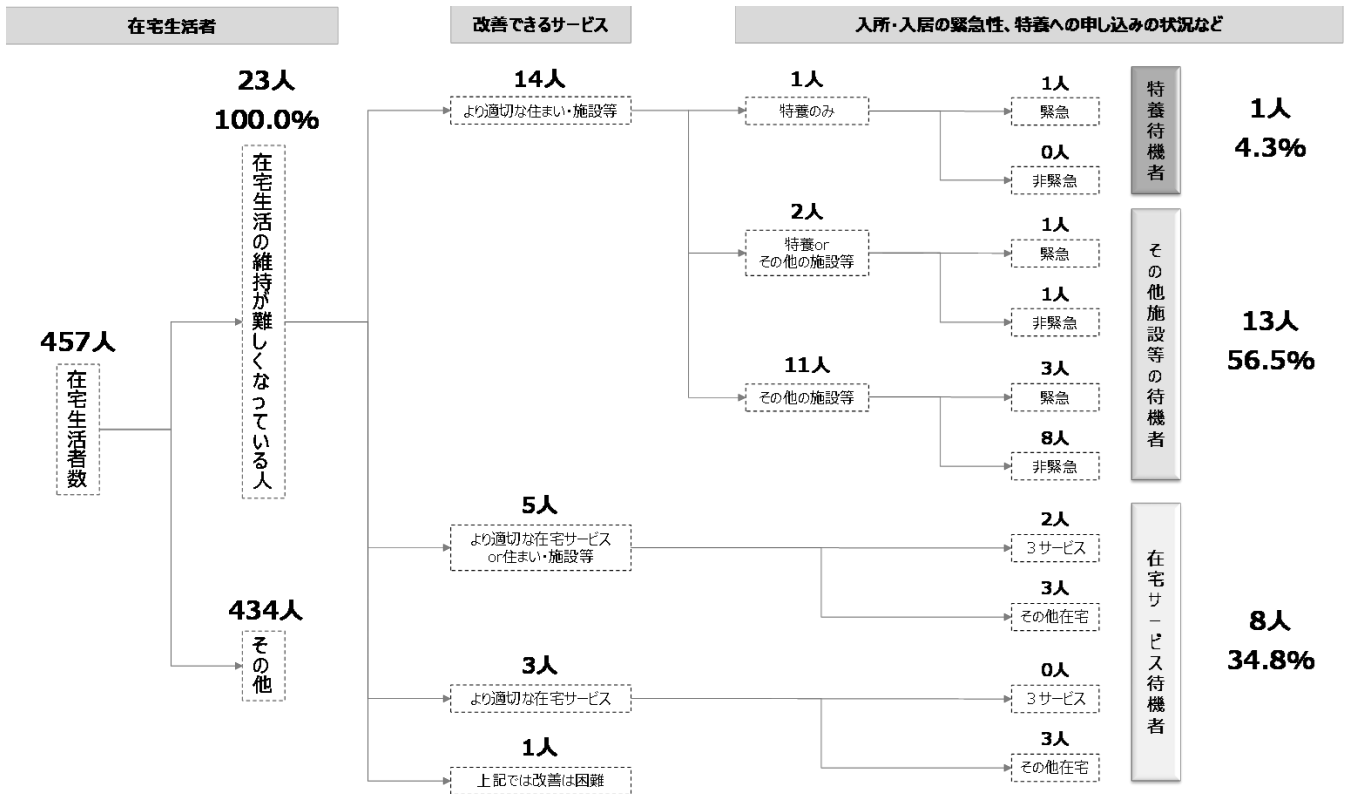 在宅生活者
改善できるサービス
入所・入居の緊急性、特養への申し込みの状況など
457人
在宅生活者数
23人
100.0%
在宅生活の維持が難しくなっている人
434人
その他
14人
より適切な住まい・施設等
1人
特養のみ
1人
緊急
0人
非緊急
2人
特養or
その他の施設等
1人
緊急
1人
非緊急
11人
その他の施設等
3人
緊急
8人
非緊急
5人
より適切な在宅サービス
or住まい・施設等
2人
3サービス
3人
その他在宅
3人
より適切な在宅サービス
0人
3サービス
3人
その他在宅
1人
上記では改善は困難
特養待機者
1人
4.3%
その他施設等の待機者
13人
56.5%
在宅サービス待機者
8人
34.8%